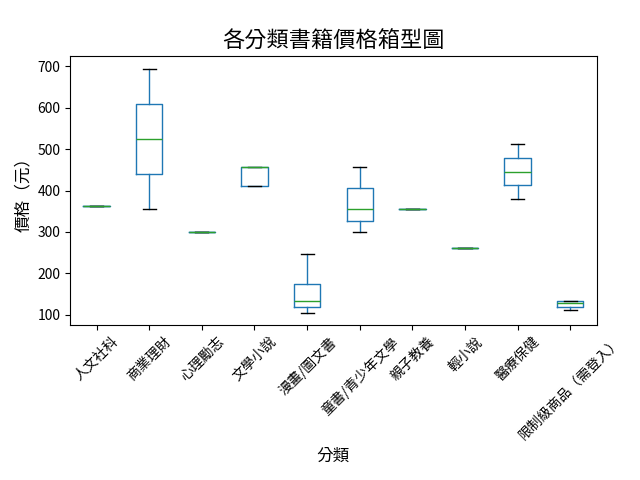 各分類書籍價格箱型圖
價格（元）
700
600
500
400
300
200
100
人文社科
商業理財
心理勵志
文學小說
漫畫/圖文書
童書/青少年文學
親子教養
輕小說
醫療保健
限制級商品（需登入）
分類